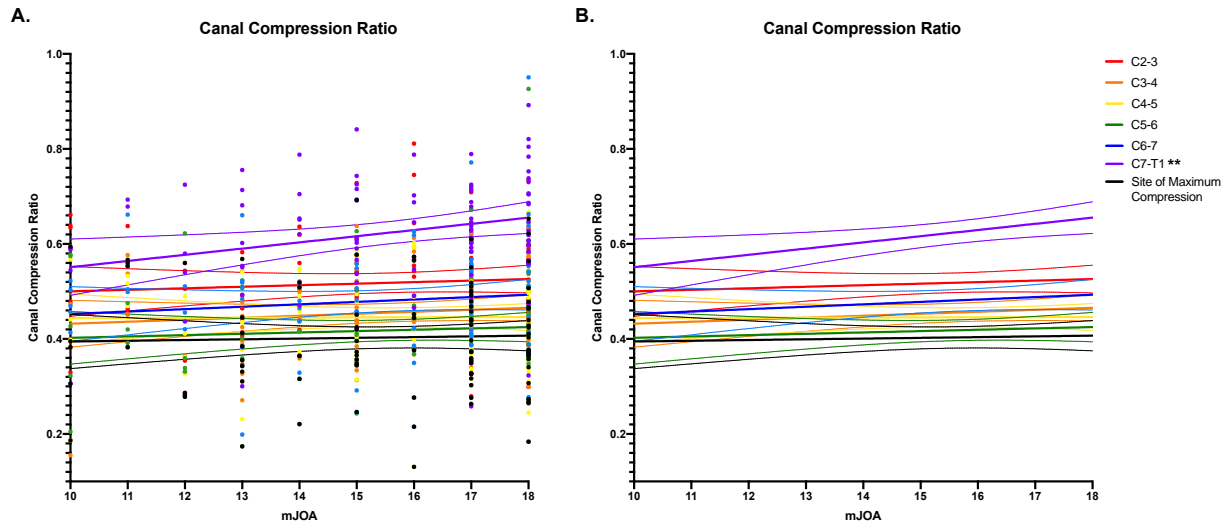 A.
Canal Compression Ratio
1.0
0.8
0.6
0.4
0.2
Canal Compression Ratio
10 11 12 13 14 15 16 17 18
mJOA
B.
Canal Compression Ratio
1.0
0.8
0.6
0.4
0.2
Canal Compression Ratio
10 11 12 13 14 15 16 17 18
mJOA
C2-3
C3-4
C4-5
C5-6
C6-7
C7-T1 **
Site of Maximum
Compression